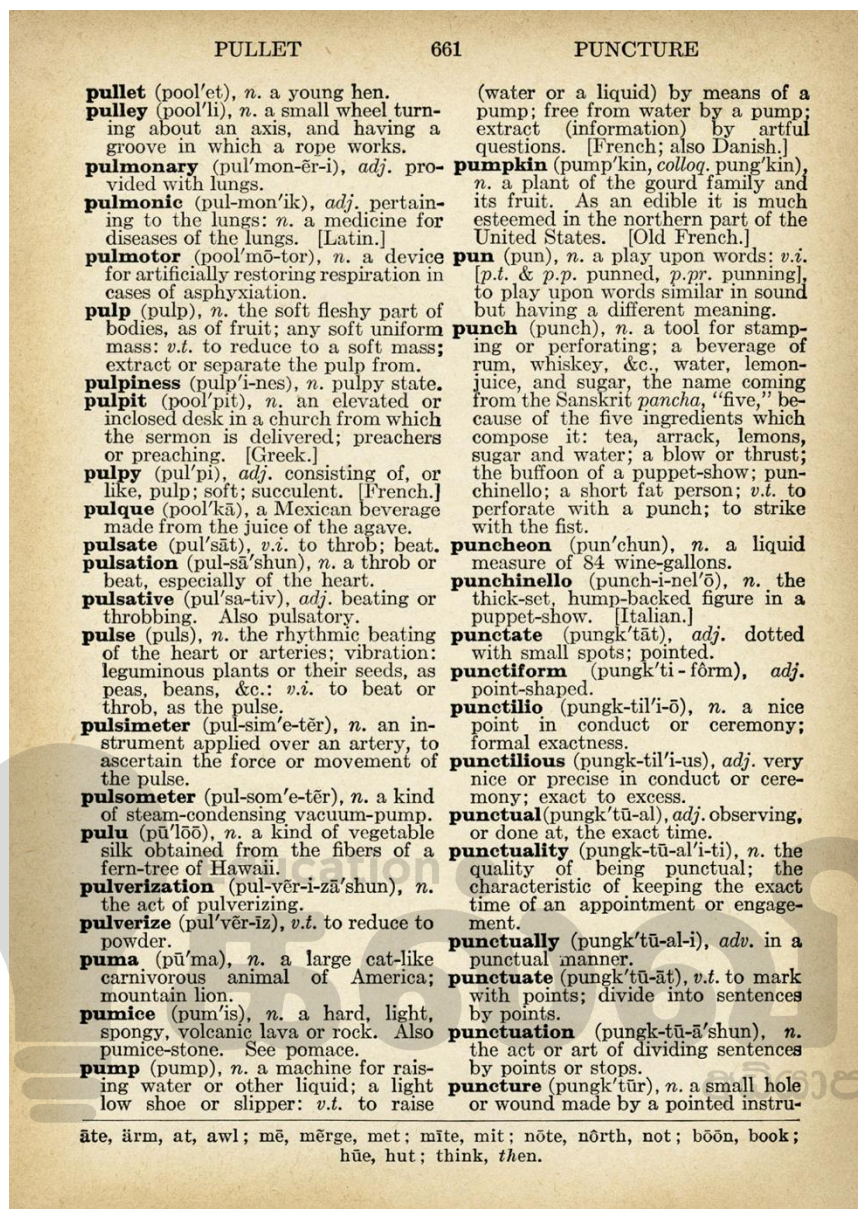 PULLET 661 PUNCTURE
pullet (pool′et), n. a young hen.
pulley (pool′li), n. a small wheel turn-
ing about an axis, and having a
groove in which a rope works.
pulmonary (pul′mon-ẽr-i), adj. pro-
vided with lungs.
pulmonic (pul-mon′ik), adj. pertain-
ing to the lungs: n. a medicine for
diseases of the lungs. [Latin.]
pulmotor (pool′mō-tor), n. a device
for artificially restoring respiration in
cases of asphyxiation.
pulp (pulp), n. the soft fleshy part of
bodies, as of fruit; any soft uniform
mass: v.t. to reduce to a soft mass;
extract or separate the pulp from.
pulpiness (pulp′i-nes), n. pulpy state.
pulpit (pool′pit), n. an elevated or
inclosed desk in a church from which
the sermon is delivered; preachers
or preaching. [Greek.]
pulpy (pul′pi), adj. consisting of, or
like, pulp; soft; succulent. [French.]
pulque (pool′kā), a Mexican beverage
made from the juice of the agave.
pulsate (pul′sāt), v.i. to throb; beat.
pulsation (pul-sā′shun), n. a throb or
beat, especially of the heart.
pulsative (pul′sa-tiv), adj. beating or
throbbing. Also pulsatory.
pulse (puls), n. the rhythmic beating
of the heart or arteries; vibration:
leguminous plants or their seeds, as
peas, beans, &c.: v.i. to beat or
throb, as the pulse.
pulsimeter (pul-sim′e-tẽr), n. an in-
strument applied over an artery, to
ascertain the force or movement of
the pulse.
pulsometer (pul-som′e-tẽr), n. a kind
of steam-condensing vacuum-pump.
pulu (pū′lōō), n. a kind of vegetable
silk obtained from the fibers of a
fern-tree of Hawaii.
pulverization (pul-vẽr-i-zā′shun), n.
the act of pulverizing.
pulverize (pul′vẽr-īz), v.t. to reduce to
powder.
puma (pū′ma), n. a large cat-like
carnivorous animal of America;
mountain lion.
pumice (pum′is), n. a hard, light,
spongy, volcanic lava or rock. Also
pumice-stone. See pomace.
pump (pump), n. a machine for rais-
ing water or other liquid; a light
low shoe or slipper: v.t. to raise
(water or a liquid) by means of a
pump; free from water by a pump;
extract (information) by artful
questions. [French; also Danish.]
pumpkin (pump′kin, colloq. pung′kin),
n. a plant of the gourd family and
its fruit. As an edible it is much
esteemed in the northern part of the
United States. [Old French.]
pun (pun), n. a play upon words: v.i.
[p.t. & p.p. punned, p.pr. punning],
to play upon words similar in sound
but having a different meaning.
punch (punch), n. a tool for stamp-
ing or perforating; a beverage of
rum, whiskey, &c., water, lemon-
juice, and sugar, the name coming
from the Sanskrit pancha, “five,” be-
cause of the five ingredients which
compose it: tea, arrack, lemons,
sugar and water; a blow or thrust;
the buffoon of a puppet-show; pun-
chinello; a short fat person; v.t. to
perforate with a punch; to strike
with the fist.
puncheon (pun′chun), n. a liquid
measure of 84 wine-gallons.
punchinello (punch-i-nel′ō), n. the
thick-set, hump-backed figure in a
puppet-show. [Italian.]
punctate (pungk′tāt), adj. dotted
with small spots; pointed.
punctiform (pungk′ti-fôrm), adj.
point-shaped.
punctilio (pungk-til′i-ō), n. a nice
point in conduct or ceremony;
formal exactness.
punctilious (pungk-til′i-us), adj. very
nice or precise in conduct or cere-
mony; exact to excess.
punctual (pungk′tū-al), adj. observing,
or done at, the exact time.
punctuality (pungk-tū-al′i-ti), n. the
quality of being punctual; the
characteristic of keeping the exact
time of an appointment or engage-
ment.
punctually (pungk′tū-al-i), adv. in a
punctual manner.
punctuate (pungk′tū-āt), v.t. to mark
with points; divide into sentences
by points.
punctuation (pungk-tū-ā′shun), n.
the act or art of dividing sentences
by points or stops.
puncture (pungk′tūr), n. a small hole
or wound made by a pointed instru-
āte, ärm, at, awl; mē, mẽrge, met; mīte, mit; nōte, nôrth, not; bōōn, book;
hūe, hut; think, then.
education